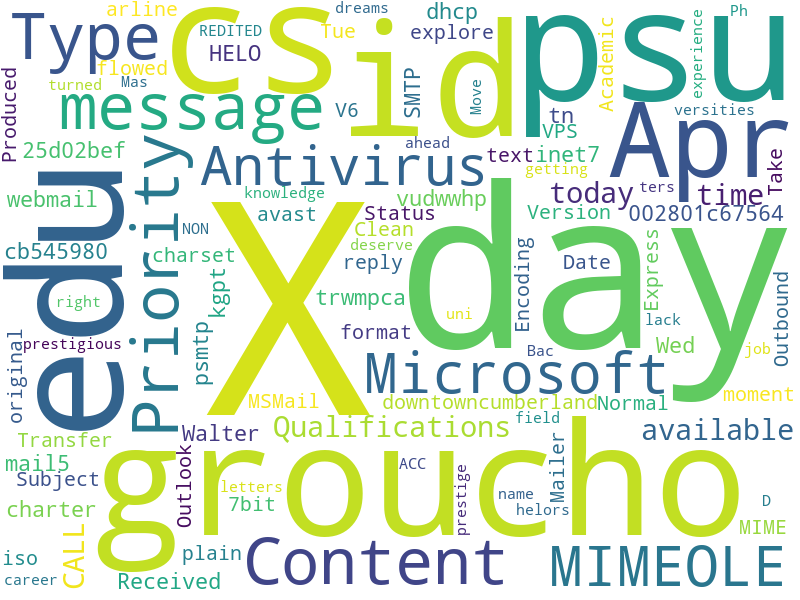 arline
REDITED
dreams
Type
cs
id
psu
dhcp
Ph
HELO
Tue
explore
experience
flowed
turned
Mas
message
V6
SMTP
Move
tn
Academic
versities
Produced
25d02bef
Antivirus
ahead
VPS
Apr
text
inet7
getting
Take
webmail
edu
Priority
knowledge
vudwwhp
today
ters
time
X
day
avast
Status
Version
002801c67564
NON
Clean
deserve
cb545980
charset
reply
Encoding
Date
Express
Outbound
right
kgpt
trwmpca
uni
format
lack
original
prestigious
psmtp
Microsoft
Bac
Wed
job
MSMail
downtowncumberland
Normal
moment
field
Transfer
Walter
Qualifications
available
mail5
Subject
Outlook
groucho
ACC
prestige
Mailer
letters
name
helors
D
charter
7bit
MIME
iso
CALL
plain
Content
MIMEOLE
career
Received